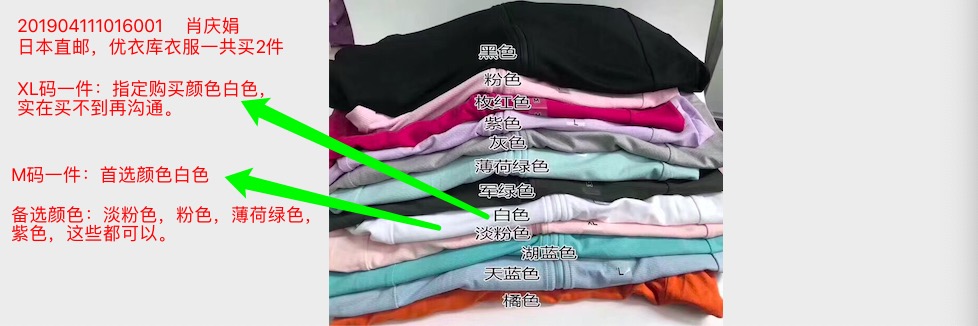 201904111016001 肖庆娟
日本直邮，优衣库衣服一共买2件
XL码一件：指定购买颜色白色，
实在买不到再沟通。
M码一件：首选颜色白色
备选颜色：淡粉色，粉色，薄荷绿色，
紫色，这些都可以。
黑色
粉色
枚红色
紫色
灰色
薄荷绿色
军绿色
白色
XL
淡粉色
湖蓝色
天蓝色
L
橘色